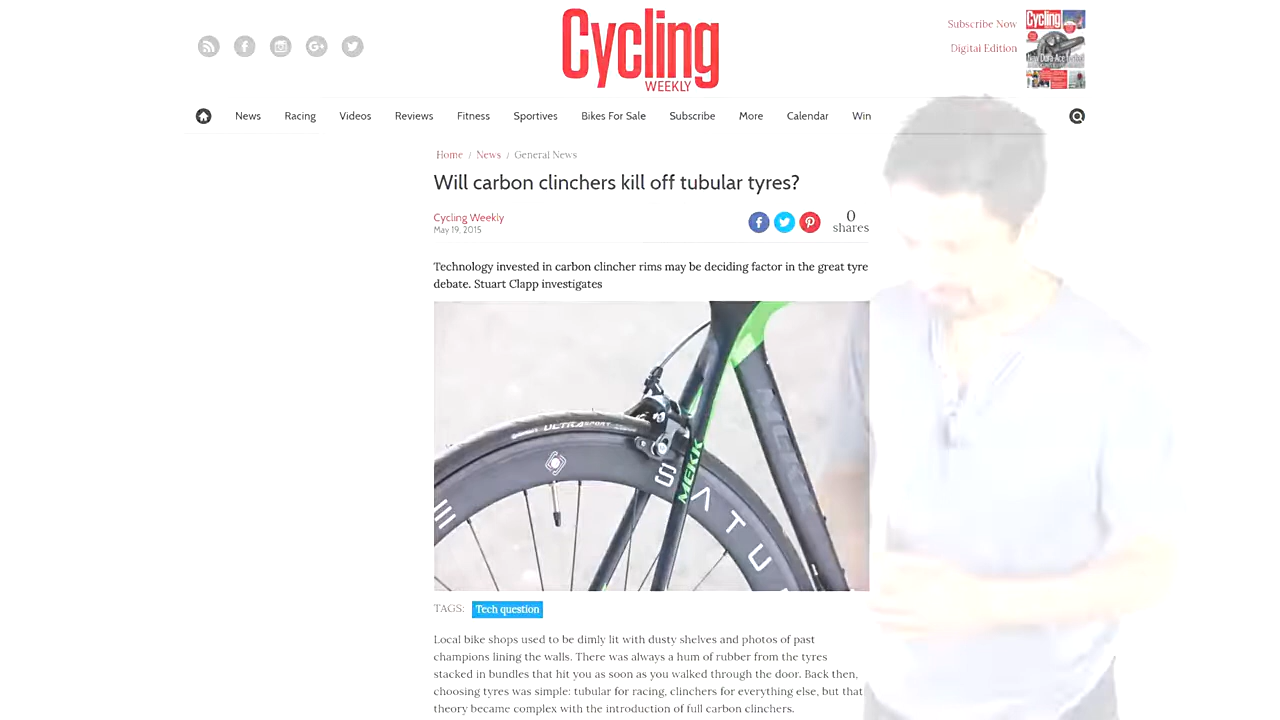 Cycling
WEEKLY
Subscribe Now
Digital Edition
Cycling
News
Racing
Videos
Reviews
Fitness
Sportives
Bikes For Sale
Subscribe
More
Calendar
Win
Home / News / General News
Will carbon clinchers kill off tubular tyres?
Cycling Weekly
May 19, 2015
0
shares
Technology invested in carbon clincher rims may be deciding factor in the great tyre
debate. Stuart Clapp investigates
ULTRA SPORT
MEKK
E
SATU
TAGS: Tech question
Local bike shops used to be dimly lit with dusty shelves and photos of past
champions lining the walls. There was always a hum of rubber from the tyres
stacked in bundles that hit you as soon as you walked through the door. Back then,
choosing tyres was simple: tubular for racing, clinchers for everything else, but that
theory became complex with the introduction of full carbon clinchers.